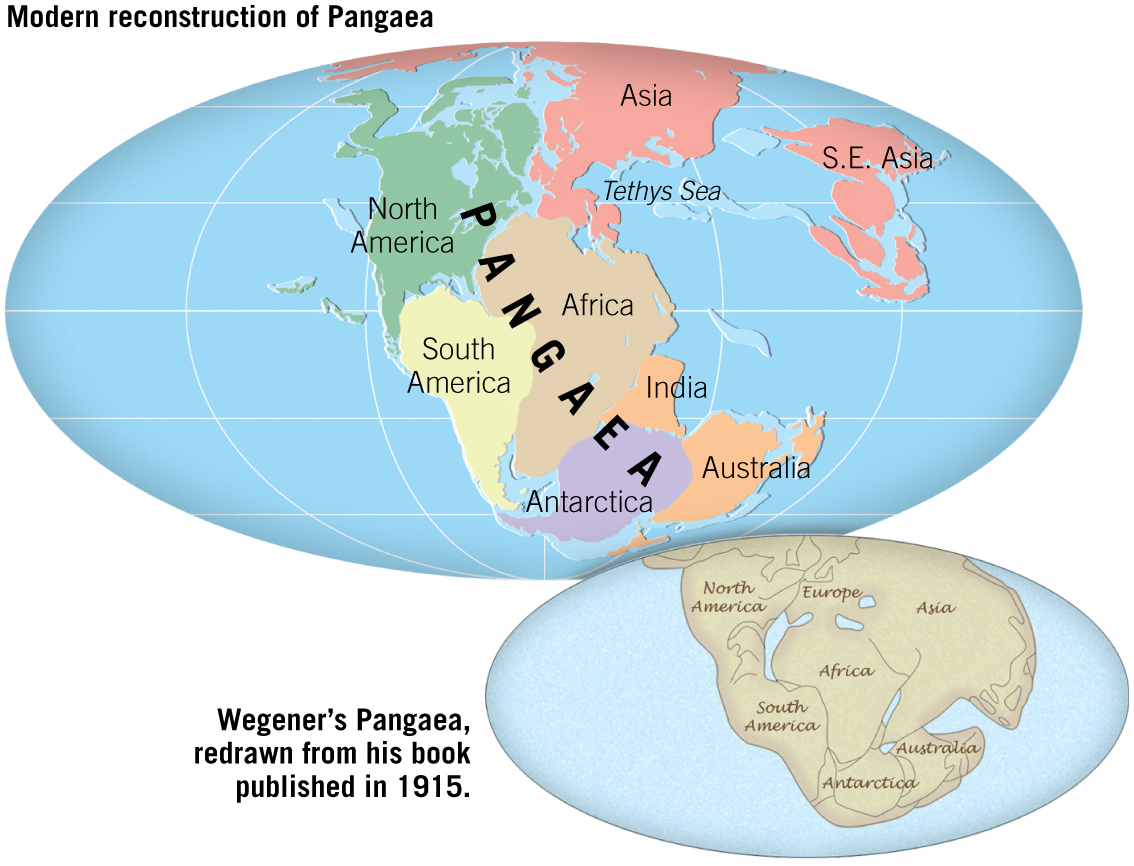 Modern reconstruction of Pangaea
Asia
S.E. Asia
Tethys Sea
North
America
PANGAEA
Africa
South
America
India
Australia
Antarctica
North
America
Europe
Asia
Africa
South
America
Australia
Antarctica
Wegener’s Pangaea,
redrawn from his book
published in 1915.